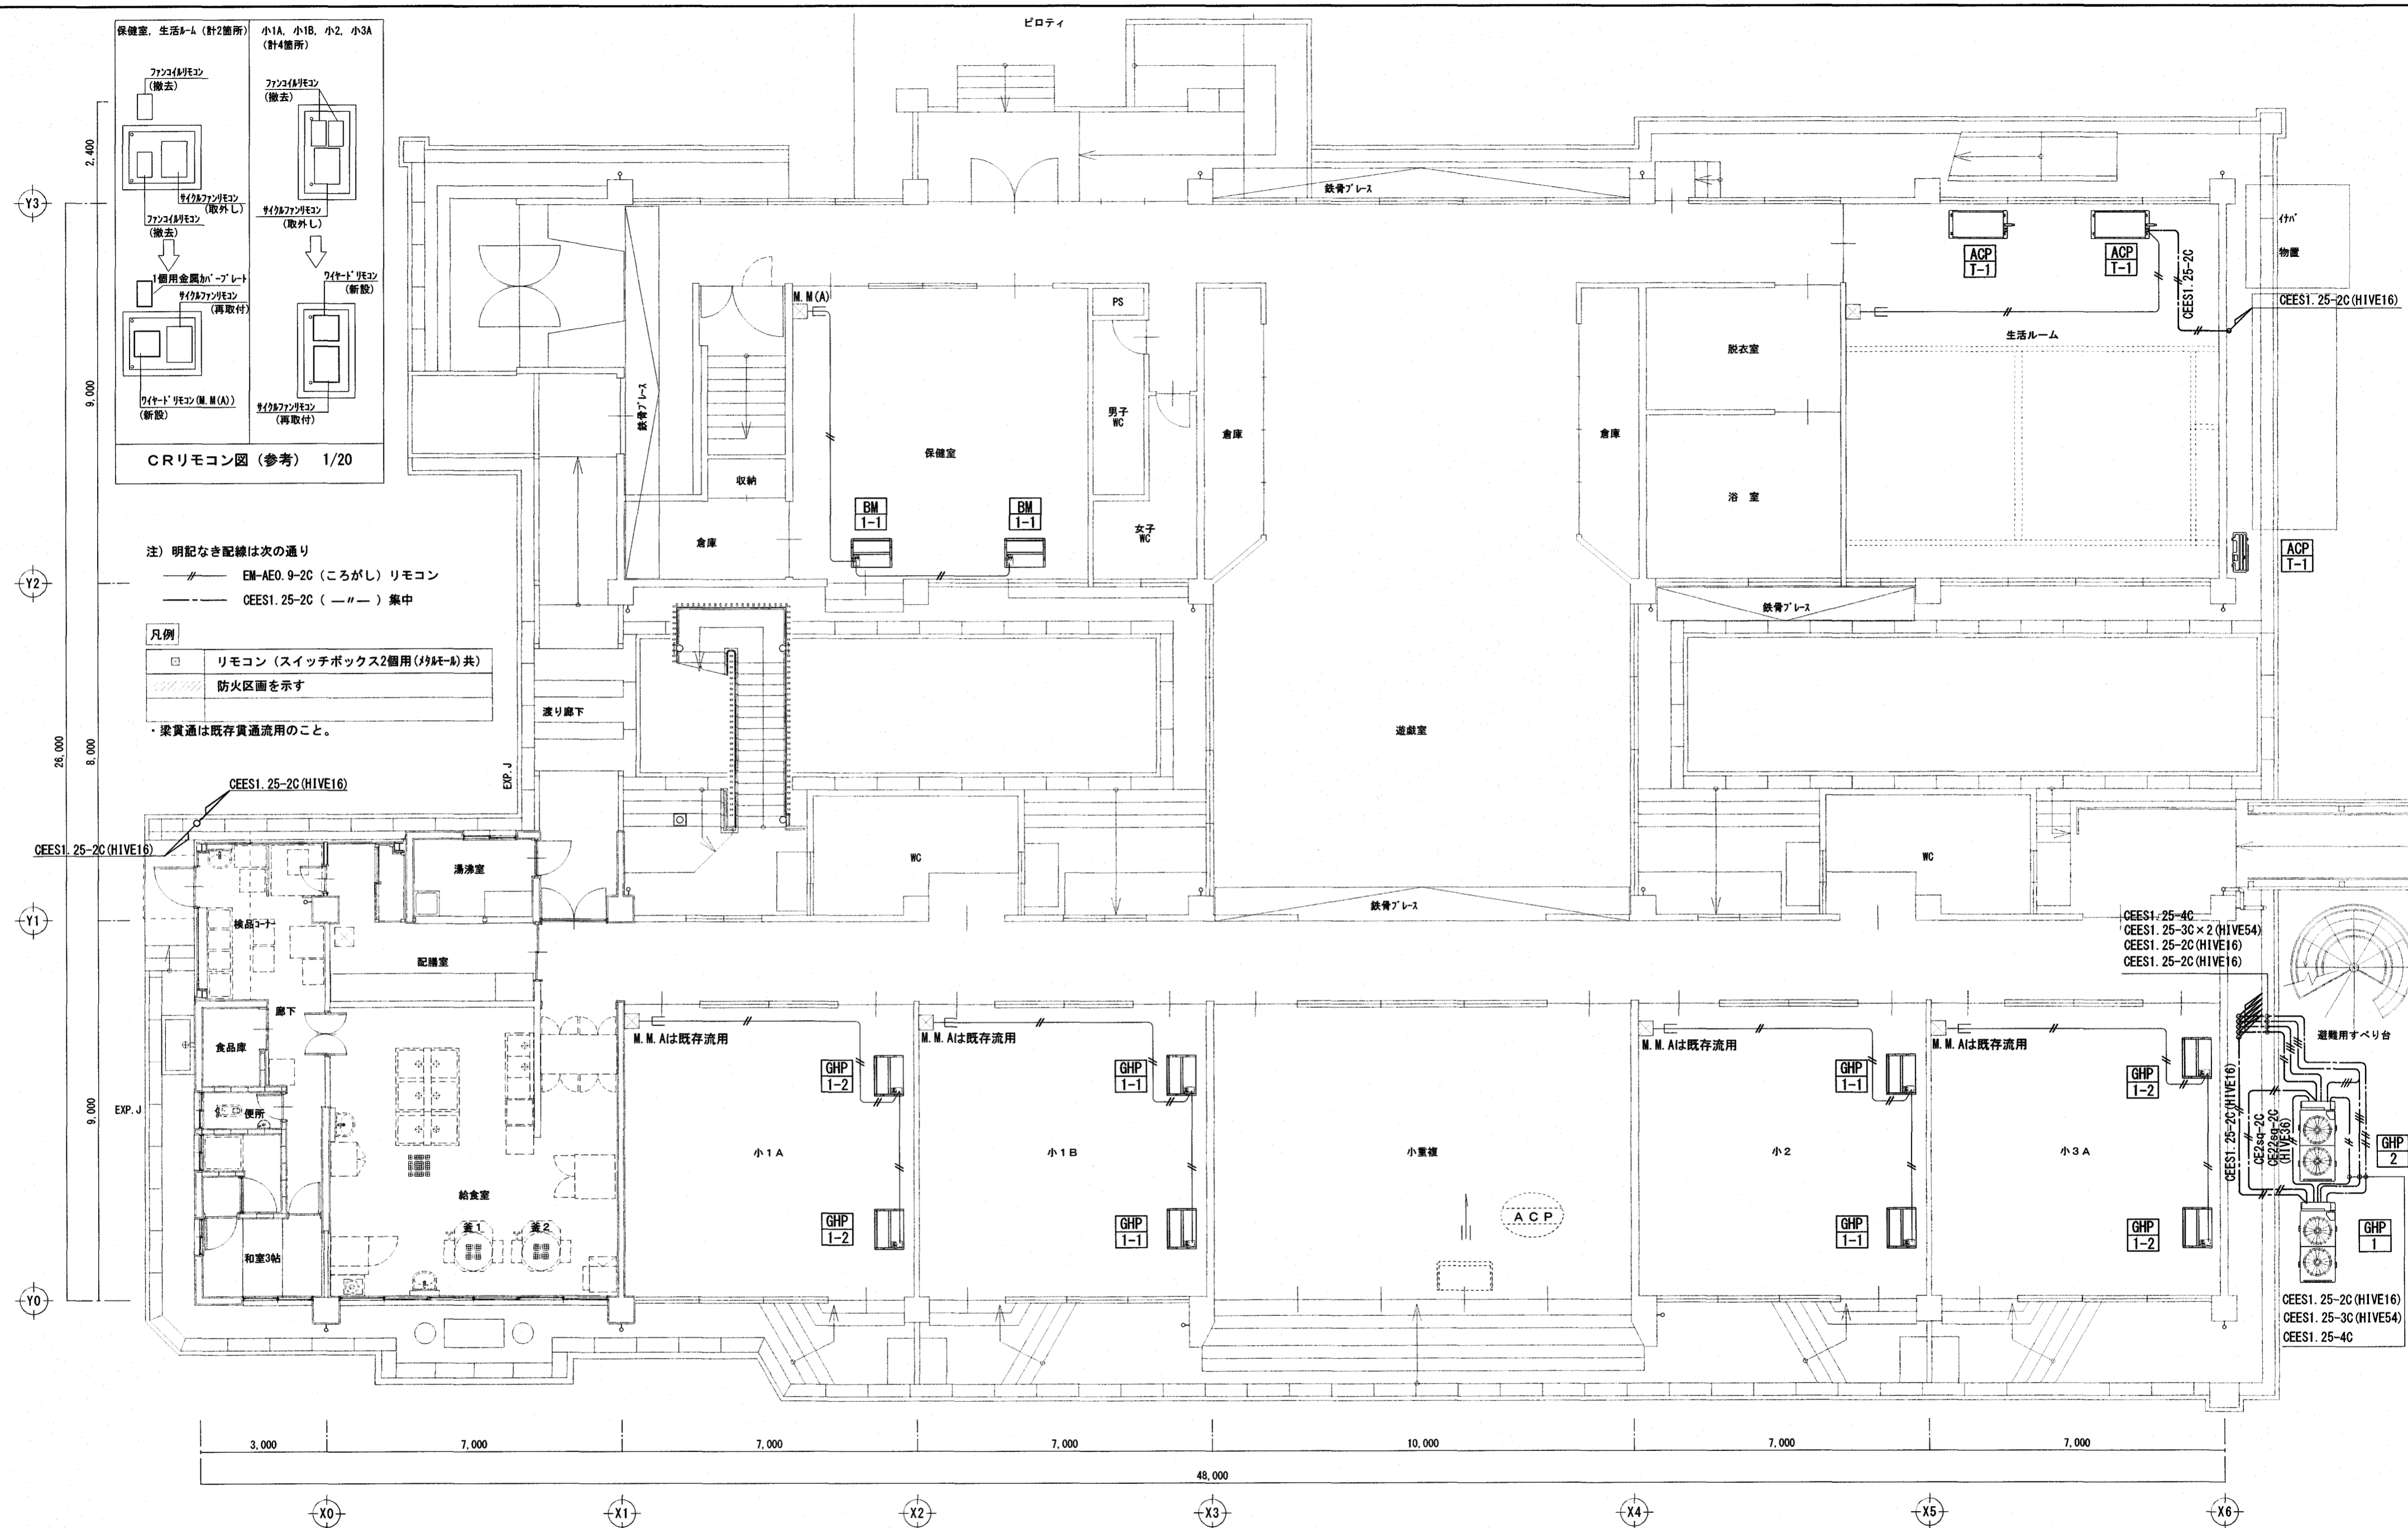 保健室, 生活ルーム (計2箇所)
小1A, 小1B, 小2, 小3A
(計4箇所)
ファンコイルリモコン
(撤去)
サイクルファンリモコン
(取外し)
ファンコイルリモコン
(撤去)
1個用金属カバープレート
サイクルファンリモコン
(再取付)
ワイヤードリモコン(M.M(A))
(新設)
ファンコイルリモコン
(撤去)
サイクルファンリモコン
(取外し)
ワイヤードリモコン
(新設)
サイクルファンリモコン
(再取付)
CRリモコン図 (参考) 1/20
注) 明記なき配線は次の通り
EM-AE0.9-2C (ころがし) リモコン
CEES1.25-2C ( 〃 ) 集中
凡例
リモコン (スイッチボックス2個用(メタルモール)共)
防火区画を示す
・梁貫通は既存貫通流用のこと。
CEES1.25-2C(HIVE16)
CEES1.25-2C(HIVE16)
ピロティ
鉄骨ブレース
イナバ
物置
ACP
T-1
ACP
T-1
CEES1.25-2C
CEES1.25-2C(HIVE16)
M.M(A)
PS
生活ルーム
脱衣室
鉄骨ブレース
男子
WC
倉庫
倉庫
保健室
収納
浴室
BM
1-1
BM
1-1
女子
WC
倉庫
ACP
T-1
鉄骨ブレース
渡り廊下
遊戯室
EXP.J
湯沸室
WC
WC
鉄骨ブレース
検品コーナー
配膳室
CEES1.25-4C
CEES1.25-3C×2(HIVE54)
CEES1.25-2C(HIVE16)
CEES1.25-2C(HIVE16)
廊下
食品庫
M.M.Aは既存流用
M.M.Aは既存流用
M.M.Aは既存流用
M.M.Aは既存流用
避難用すべり台
GHP
1-2
GHP
1-1
GHP
1-1
GHP
1-2
EXP.J
便所
CEES1.25-2C(HIVE16)
CE2sq-2C
CE22sq-2C
(HIVE36)
GHP
2
小1A
小1B
小重複
小2
小3A
給食室
釜1
釜2
和室3帖
GHP
1-2
GHP
1-1
ACP
GHP
1-1
GHP
1-2
GHP
1
CEES1.25-2C(HIVE16)
CEES1.25-3C(HIVE54)
CEES1.25-4C
Y3
Y2
Y1
Y0
2,400
9,000
8,000
9,000
26,000
3,000
7,000
7,000
7,000
10,000
7,000
7,000
48,000
X0
X1
X2
X3
X4
X5
X6